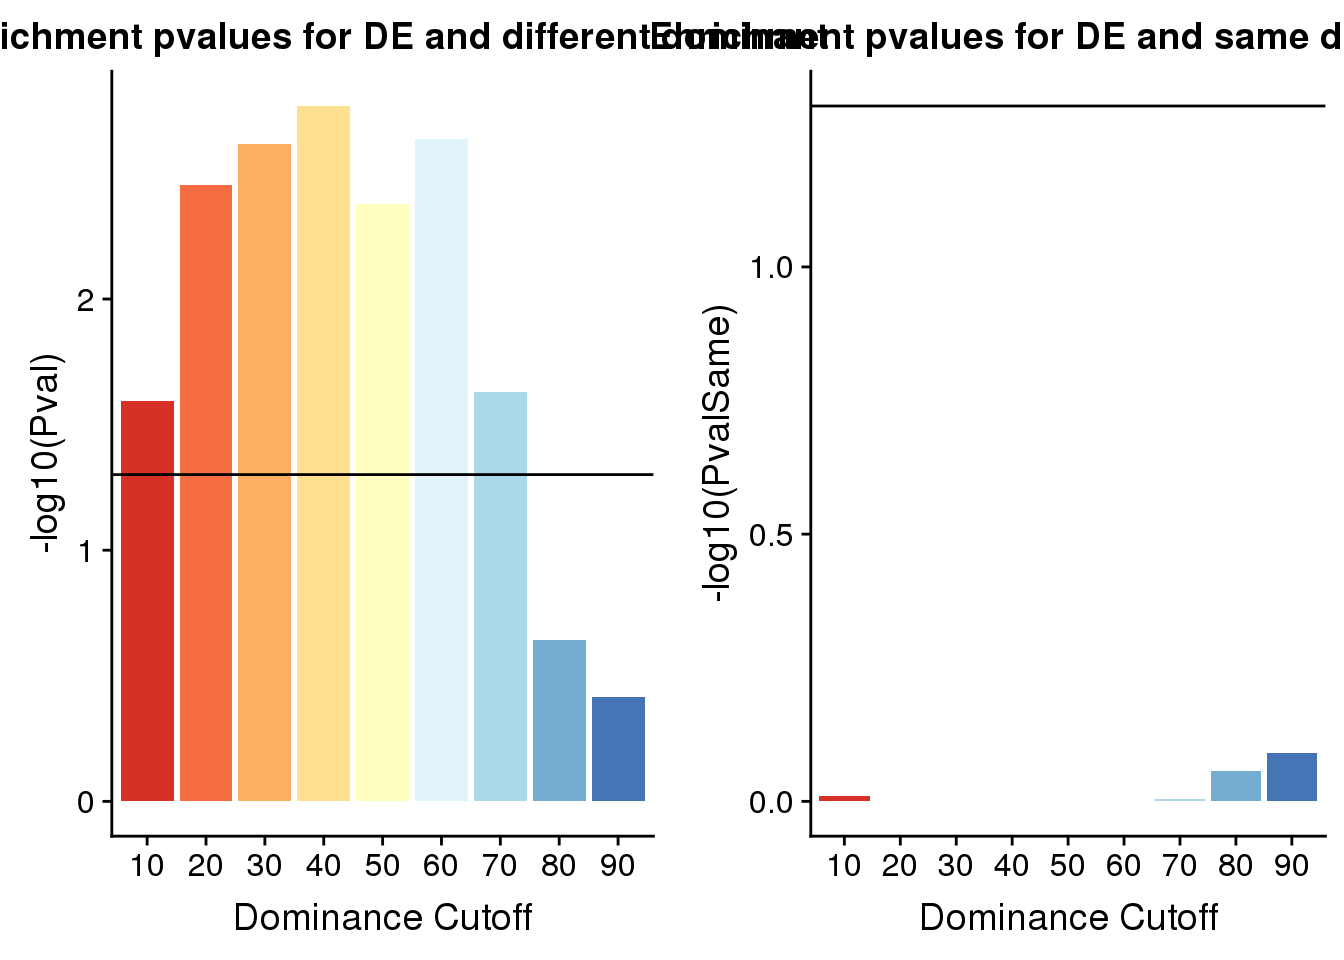 ichment pvalues for DE and different
pvalues for DE and same d
-log10(Pval)
2
1
0
10 20 30 40 50 60 70 80 90
Dominance Cutoff
-log10(PvalSame)
1.0
0.5
0.0
10 20 30 40 50 60 70 80 90
Dominance Cutoff